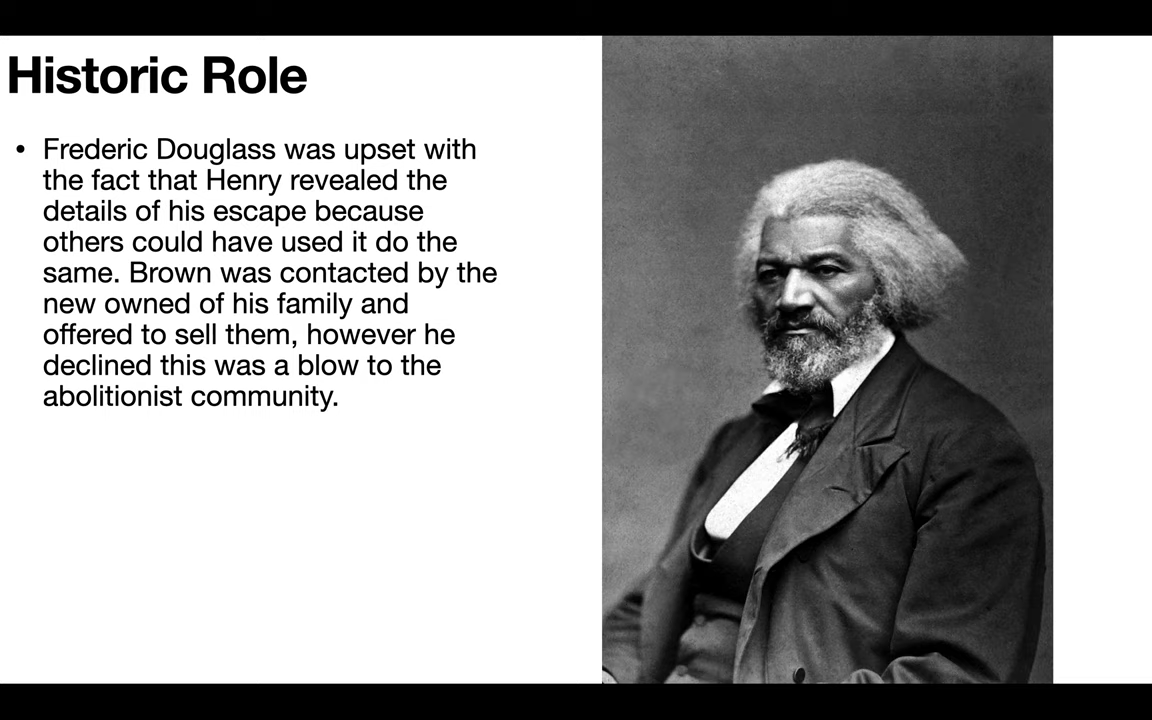 Historic Role
• Frederic Douglass was upset with
the fact that Henry revealed the
details of his escape because
others could have used it do the
same. Brown was contacted by the
new owned of his family and
offered to sell them, however he
declined this was a blow to the
abolitionist community.